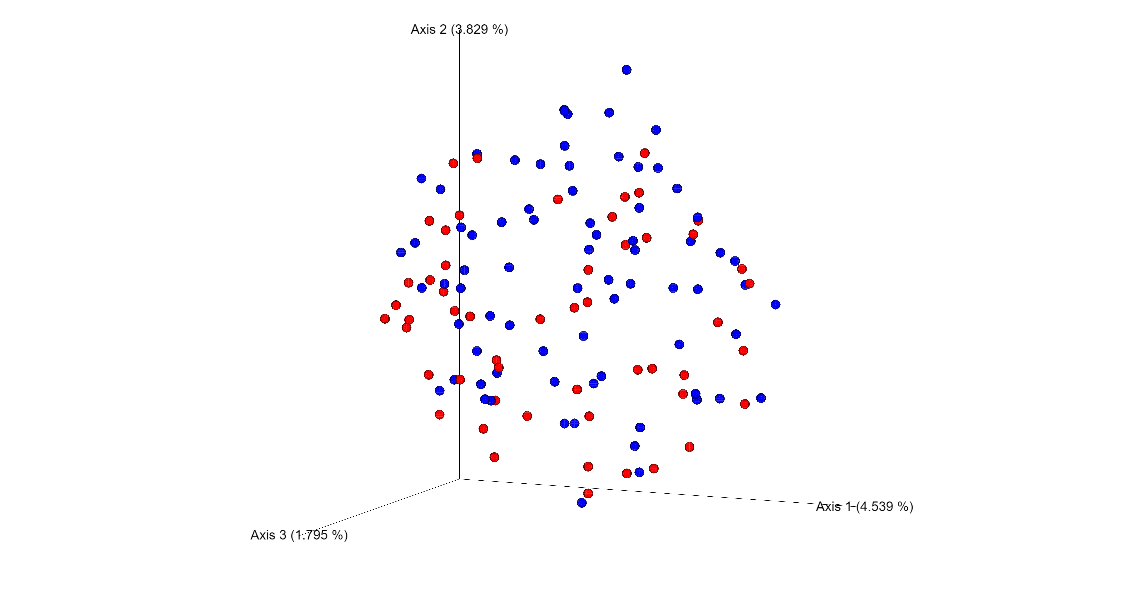 Axis 2 (3.829 %)
Axis 1 (4.539 %)
Axis 3 (1.795 %)